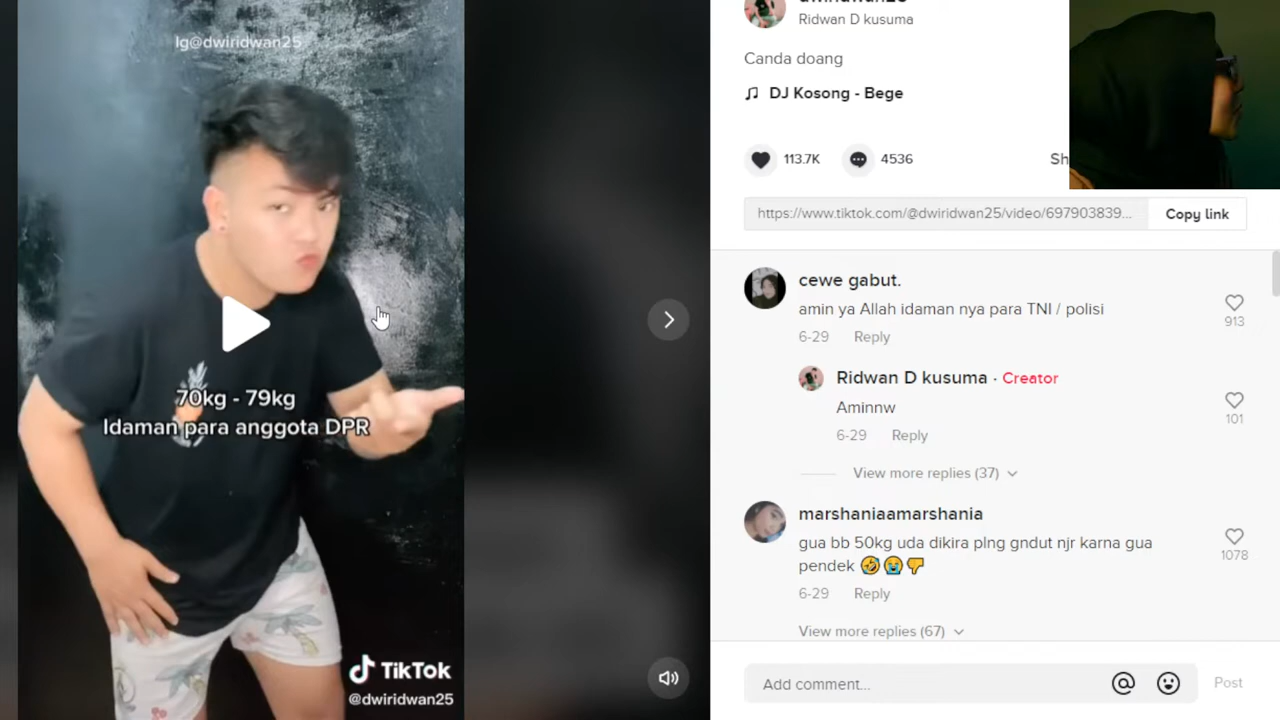 Ig@dwiridwan25
70kg - 79kg
Idaman para anggota DPR
TikTok
@dwiridwan25
Ridwan D kusuma
Canda doang
DJ Kosong - Bege
113.7K
4536
Sh
https://www.tiktok.com/@dwiridwan25/video/697903839...
Copy link
cewe gabut.
amin ya Allah idaman nya para TNI / polisi
913
6-29 Reply
Ridwan D kusuma · Creator
Aminnw
101
6-29 Reply
View more replies (37)
marshaniaamarshania
gua bb 50kg uda dikira plng gndut njr karna gua
pendek 🤣😭👎
1078
6-29 Reply
View more replies (67)
Add comment...
Post